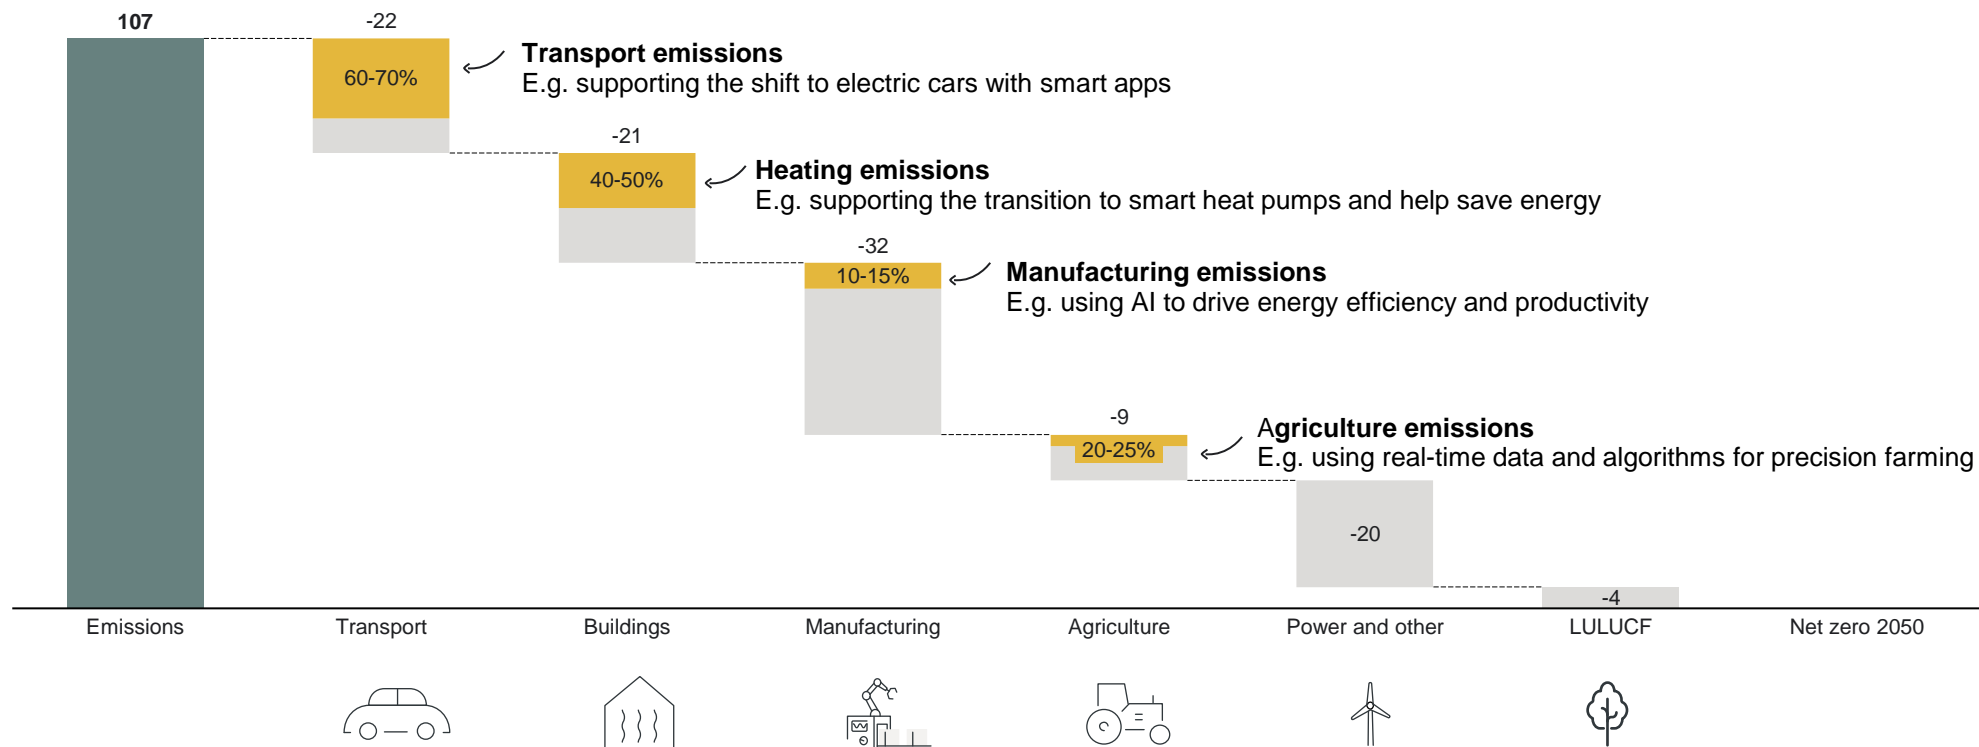 107
-22
60-70%
Transport emissions
E.g. supporting the shift to electric cars with smart apps
-21
40-50%
Heating emissions
E.g. supporting the transition to smart heat pumps and help save energy
-32
10-15%
Manufacturing emissions
E.g. using AI to drive energy efficiency and productivity
-9
20-25%
Agriculture emissions
E.g. using real-time data and algorithms for precision farming
-20
-4
Emissions
Transport
Buildings
Manufacturing
Agriculture
Power and other
LULUCF
Net zero 2050